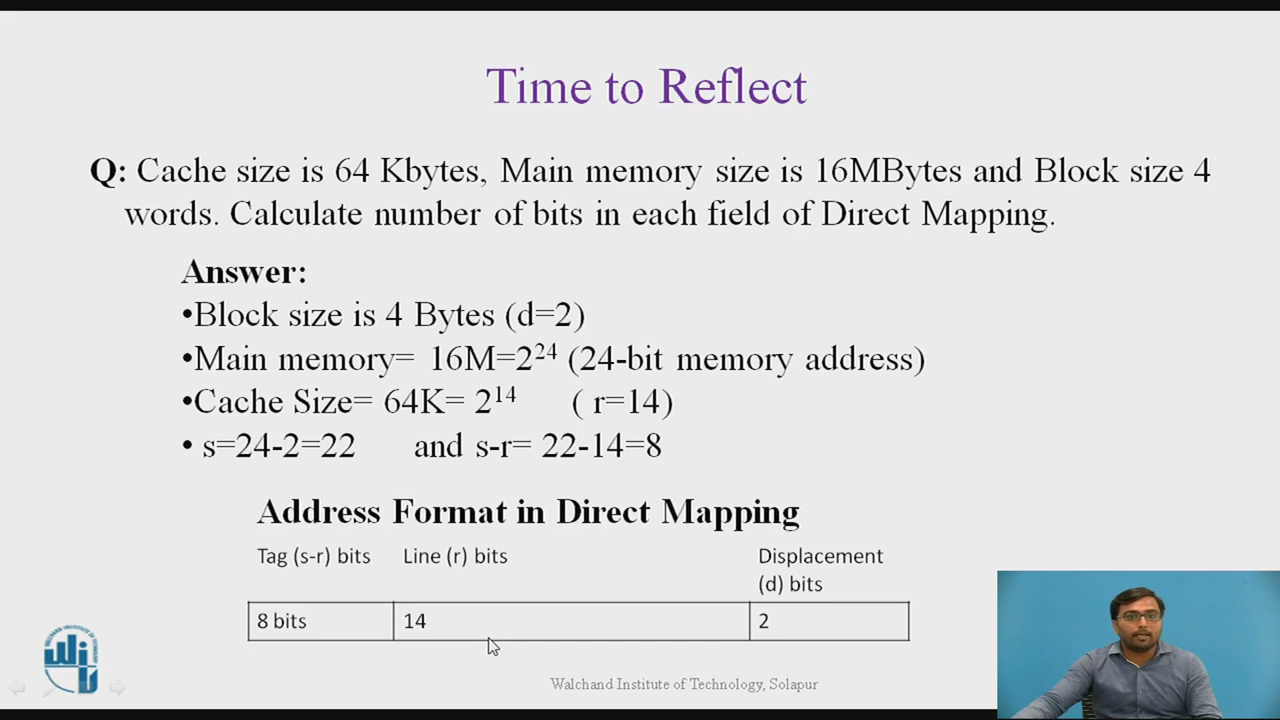 Time to Reflect
Q: Cache size is 64 Kbytes, Main memory size is 16MBytes and Block size 4
words. Calculate number of bits in each field of Direct Mapping.
Answer:
•Block size is 4 Bytes (d=2)
•Main memory= 16M=2²⁴ (24-bit memory address)
•Cache Size= 64K= 2¹⁴ ( r=14)
• s=24-2=22 and s-r= 22-14=8
Address Format in Direct Mapping
Tag (s-r) bits Line (r) bits Displacement
(d) bits
8 bits 14 2
Walchand Institute of Technology, Solapur